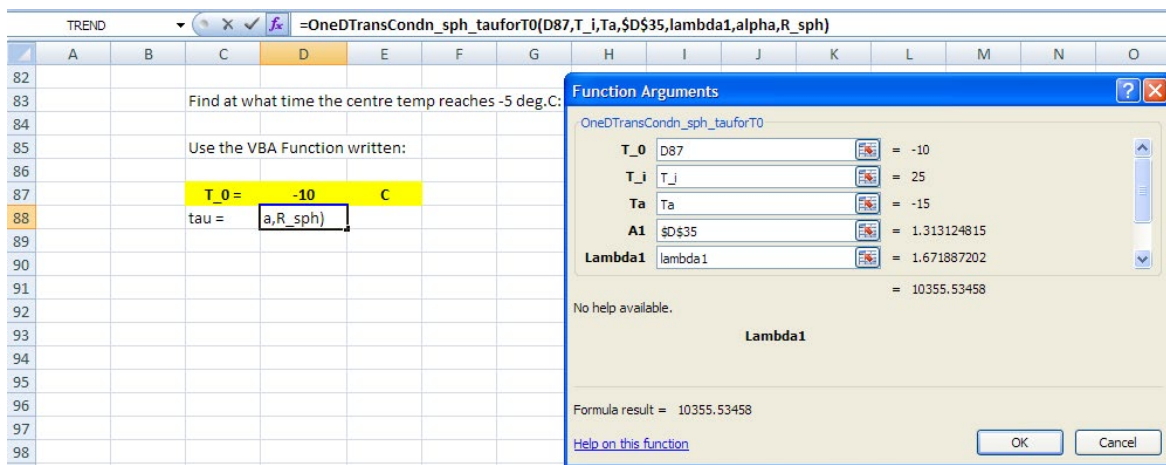 TREND fx =OneDTransCondn_sph_tauforT0(D87,T_i,Ta,$D$35,lambda1,alpha,R_sph)
A B C D E F G H I J K L M N O
82
83 Find at what time the centre temp reaches -5 deg.C:
84
85 Use the VBA Function written:
86
87 T_0 = -10 C
88 tau = a,R_sph)
89
90
91
92
93
94
95
96
97
98
Function Arguments
OneDTransCondn_sph_tauforT0
T_0 D87 = -10
T_i T_i = 25
Ta Ta = -15
A1 $D$35 = 1.313124815
Lambda1 lambda1 = 1.671887202
= 10355.53458
No help available.
Lambda1
Formula result = 10355.53458
Help on this function OK Cancel